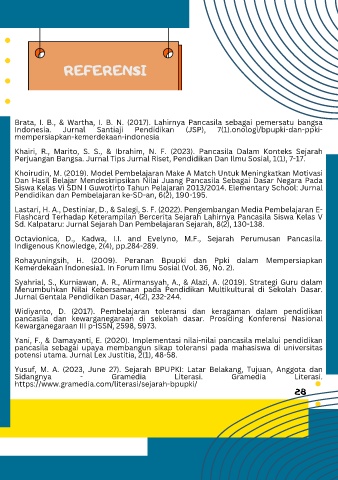 REFERENSI
Brata, I. B., & Wartha, I. B. N. (2017). Lahirnya Pancasila sebagai pemersatu bangsa
Indonesia. Jurnal Santiaji Pendidikan (JSP), 7(1).onologi/bpupki-dan-ppki-
mempersiapkan-kemerdekaan-indonesia
Khairi, R., Marito, S. S., & Ibrahim, N. F. (2023). Pancasila Dalam Konteks Sejarah
Perjuangan Bangsa. Jurnal Tips Jurnal Riset, Pendidikan Dan Ilmu Sosial, 1(1), 7-17.
Khoirudin, M. (2019). Model Pembelajaran Make A Match Untuk Meningkatkan Motivasi
Dan Hasil Belajar Mendeskripsikan Nilai Juang Pancasila Sebagai Dasar Negara Pada
Siswa Kelas VI SDN I Guwotirto Tahun Pelajaran 2013/2014. Elementary School: Jurnal
Pendidikan dan Pembelajaran ke-SD-an, 6(2), 190-195.
Lastari, H. A., Destiniar, D., & Salegi, S. F. (2022). Pengembangan Media Pembelajaran E-
Flashcard Terhadap Keterampilan Bercerita Sejarah Lahirnya Pancasila Siswa Kelas V
Sd. Kalpataru: Jurnal Sejarah Dan Pembelajaran Sejarah, 8(2), 130-138.
Octavionica, D., Kadwa, I.I. and Evelyno, M.F., Sejarah Perumusan Pancasila.
Indigenous Knowledge, 2(4), pp.284-289.
Rohayuningsih, H. (2009). Peranan Bpupki dan Ppki dalam Mempersiapkan
Kemerdekaan Indonesia1. In Forum Ilmu Sosial (Vol. 36, No. 2).
Syahrial, S., Kurniawan, A. R., Alirmansyah, A., & Alazi, A. (2019). Strategi Guru dalam
Menumbuhkan Nilai Kebersamaan pada Pendidikan Multikultural di Sekolah Dasar.
Jurnal Gentala Pendidikan Dasar, 4(2), 232-244.
Widiyanto, D. (2017). Pembelajaran toleransi dan keragaman dalam pendidikan
pancasila dan kewarganegaraan di sekolah dasar. Prosiding Konferensi Nasional
Kewarganegaraan III p-ISSN, 2598, 5973.
Yani, F., & Damayanti, E. (2020). Implementasi nilai-nilai pancasila melalui pendidikan
pancasila sebagai upaya membangun sikap toleransi pada mahasiswa di universitas
potensi utama. Jurnal Lex Justitia, 2(1), 48-58.
Yusuf, M. A. (2023, June 27). Sejarah BPUPKI: Latar Belakang, Tujuan, Anggota dan
Sidangnya - Gramedia Literasi. Gramedia Literasi.
https://www.gramedia.com/literasi/sejarah-bpupki/
28